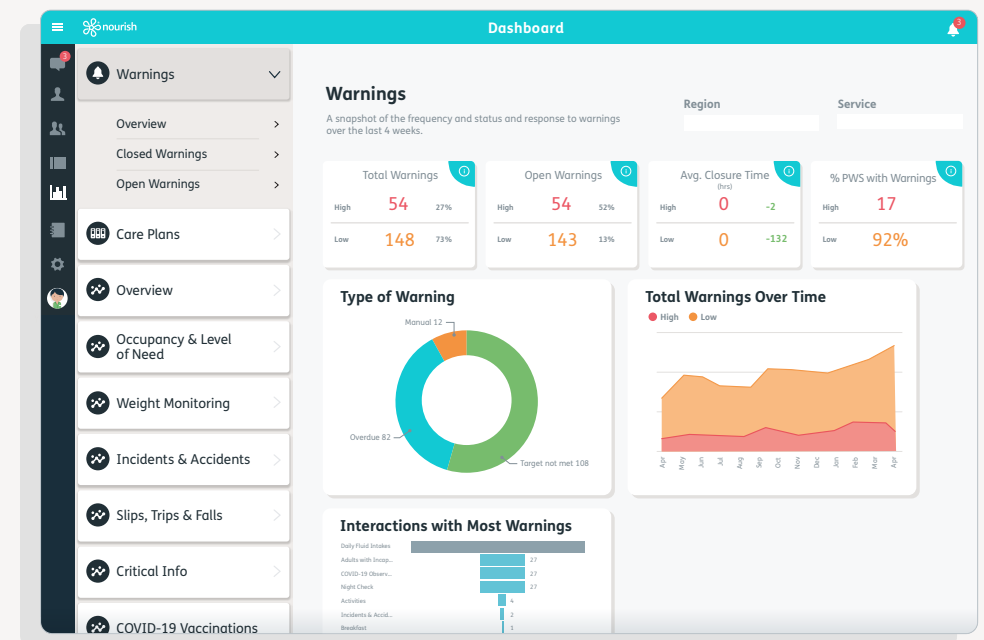 nourish
Dashboard
3
3
Warnings
Overview
Closed Warnings
Open Warnings
Care Plans
Overview
Occupancy & Level
of Need
Weight Monitoring
Incidents & Accidents
Slips, Trips & Falls
Critical Info
COVID-19 Vaccinations
Warnings
A snapshot of the frequency and status and response to warnings
over the last 4 weeks.
Region
Service
Total Warnings
High 54 27%
Low 148 73%
Open Warnings
High 54 52%
Low 143 13%
Avg. Closure Time
(hrs)
High 0 -2
Low 0 -132
% PWS with Warnings
High 17
Low 92%
Type of Warning
Manual 12
Overdue 82
Target not met 108
Total Warnings Over Time
High Low
Apr May Jun Jul Aug Sep Oct Nov Dec Jan Feb Mar Apr
Interactions with Most Warnings
Daily Fluid Intakes
Adults with Incap... 27
COVID-19 Observ... 27
Night Check 27
Activities 4
Incidents & Accid... 2
Breakfast 1